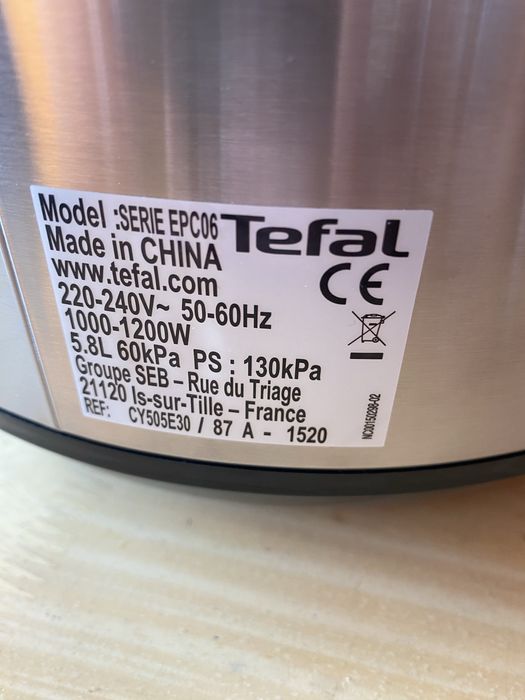 Model :SERIE EPC06
Tefal
Made in CHINA
www.tefal.com
CE
220-240V~ 50-60Hz
1000-1200W
5.8L 60kPa PS : 130kPa
Groupe SEB – Rue du Triage
21120 Is-sur-Tille – France
REF: CY505E30 / 87 A - 1520
NC00150298-02